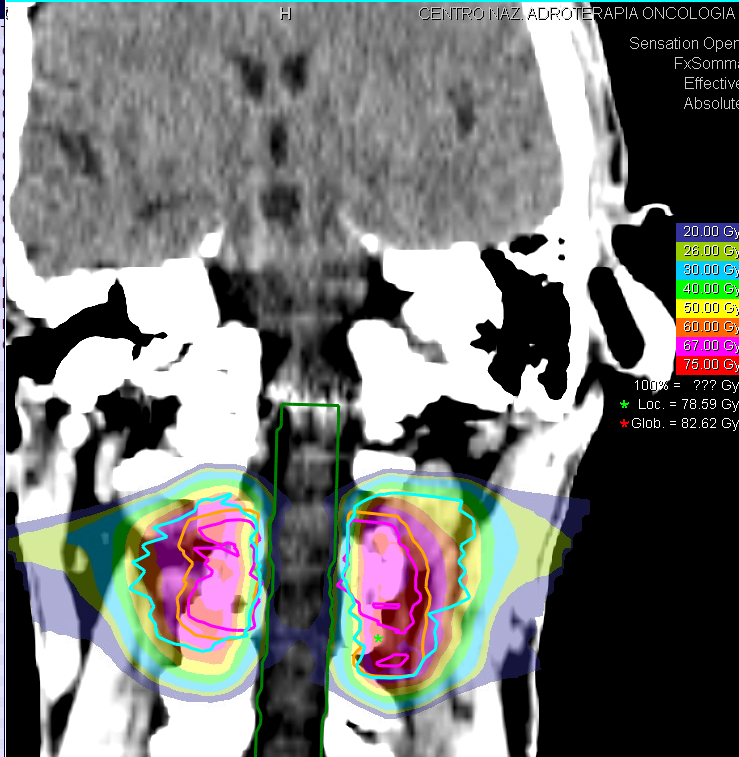 H
CENTRO NAZ. ADROTERAPIA ONCOLOGIA
Sensation Open
FxSomma
Effective
Absolute
20.00 Gy
26.00 Gy
30.00 Gy
40.00 Gy
50.00 Gy
60.00 Gy
67.00 Gy
75.00 Gy
100% = ??? Gy
* Loc. = 78.59 Gy
* Glob. = 82.62 Gy